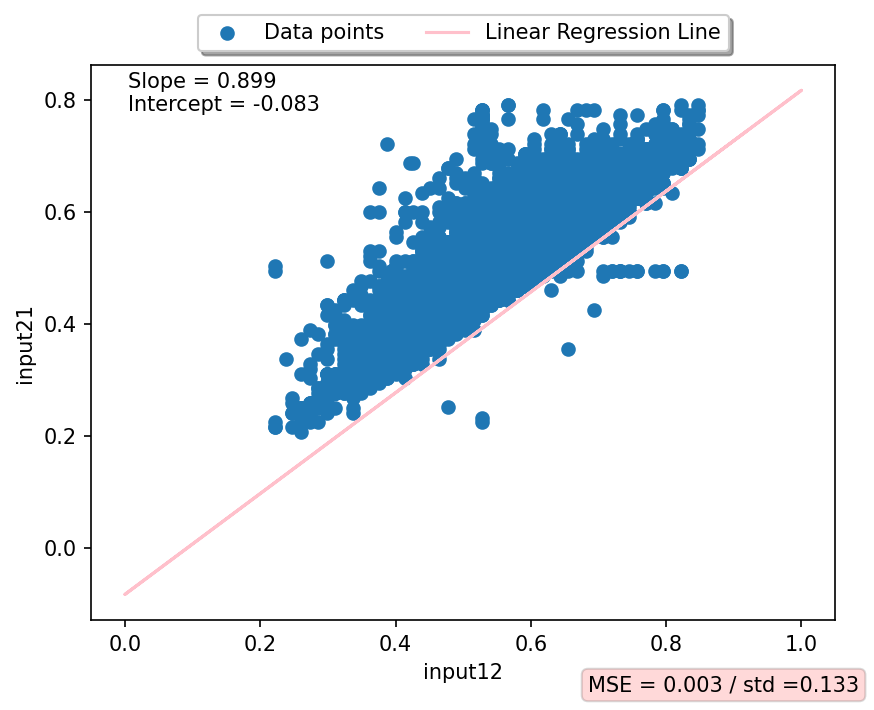 Data points
Linear Regression Line
Slope = 0.899
Intercept = -0.083
0.8
0.6
0.4
0.2
0.0
input21
0.0
0.2
0.4
0.6
0.8
1.0
input12
MSE = 0.003 / std =0.133